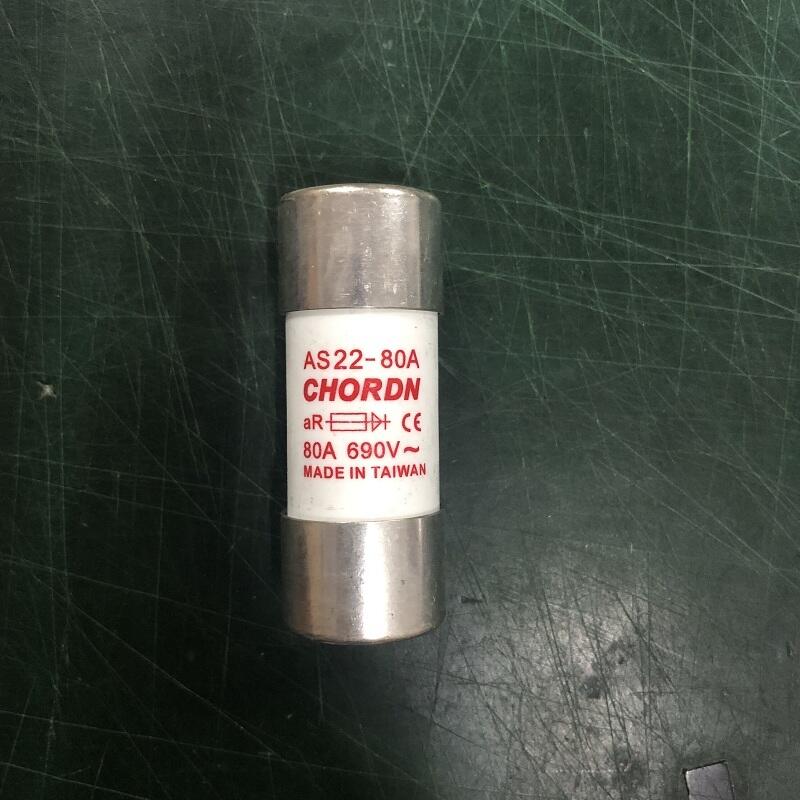 AS22-80A
CHORDN
aR CE
80A 690V~
MADE IN TAIWAN